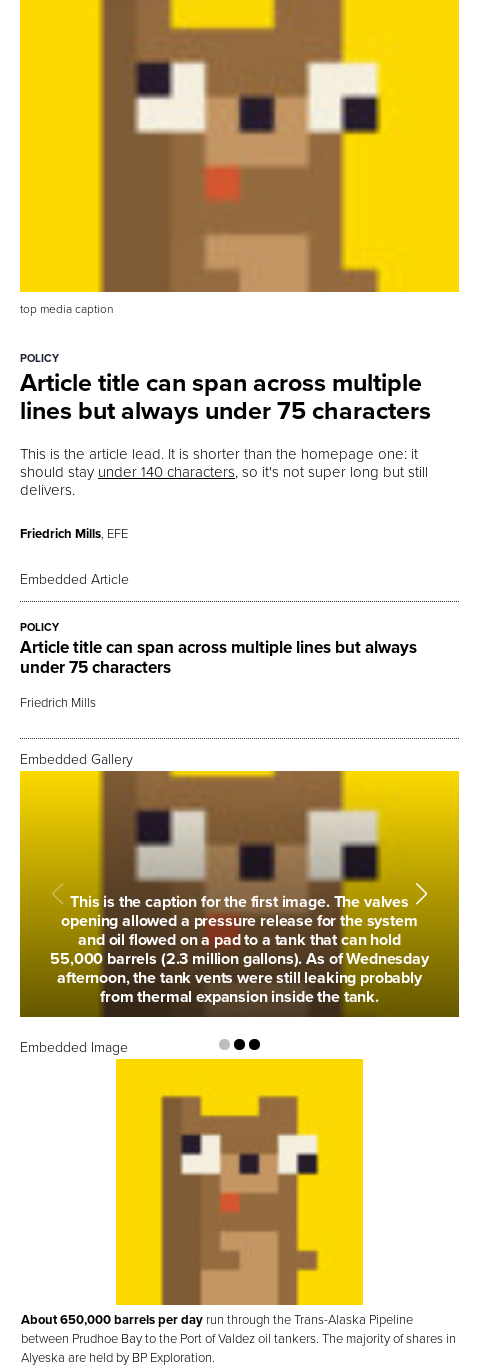 top media caption
POLICY
Article title can span across multiple
lines but always under 75 characters
This is the article lead. It is shorter than the homepage one: it
should stay under 140 characters, so it's not super long but still
delivers.
Friedrich Mills, EFE
Embedded Article
POLICY
Article title can span across multiple lines but always
under 75 characters
Friedrich Mills
Embedded Gallery
This is the caption for the first image. The valves
opening allowed a pressure release for the system
and oil flowed on a pad to a tank that can hold
55,000 barrels (2.3 million gallons). As of Wednesday
afternoon, the tank vents were still leaking probably
from thermal expansion inside the tank.
Embedded Image
About 650,000 barrels per day run through the Trans-Alaska Pipeline
between Prudhoe Bay to the Port of Valdez oil tankers. The majority of shares in
Alyeska are held by BP Exploration.